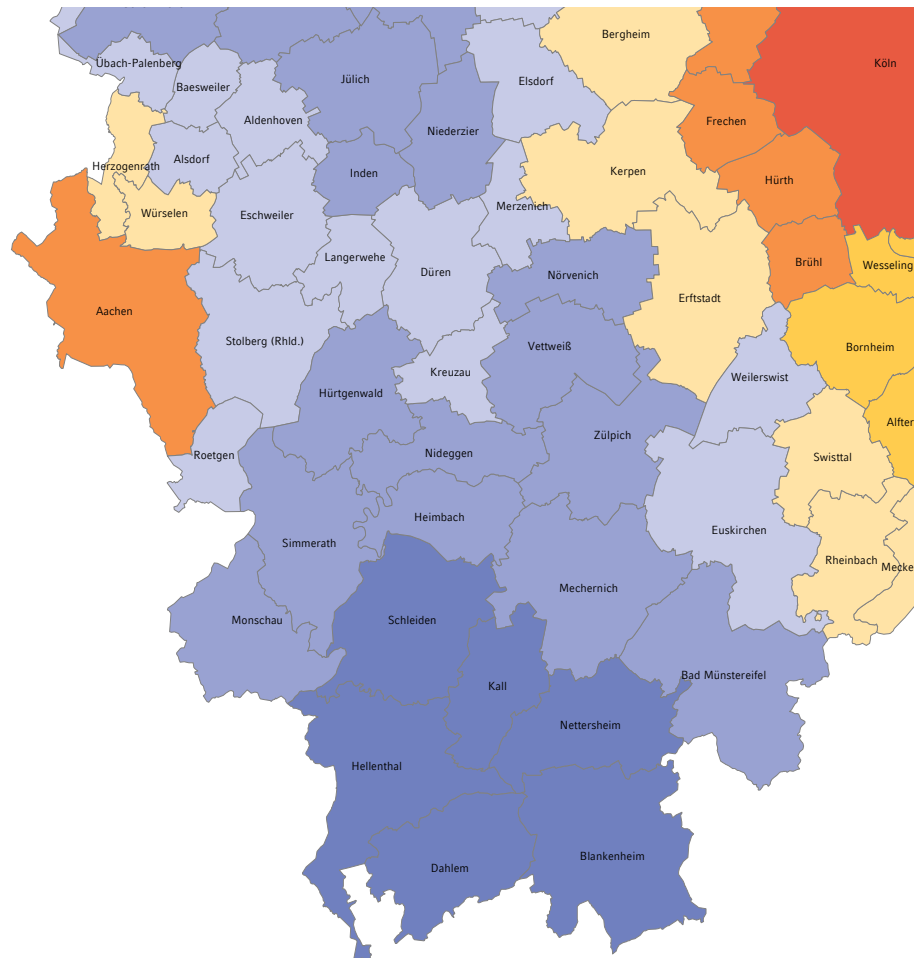 Bergheim
Übach-Palenberg
Köln
Jülich
Elsdorf
Baesweiler
Aldenhoven
Frechen
Niederzier
Alsdorf
Herzogenrath
Inden
Kerpen
Hürth
Merzenich
Würselen
Eschweiler
Langerwehe
Düren
Nörvenich
Brühl
Wesseling
Erftstadt
Aachen
Stolberg (Rhld.)
Vettweiß
Bornheim
Kreuzau
Weilerswist
Hürtgenwald
Alfter
Zülpich
Roetgen
Nideggen
Swisttal
Heimbach
Euskirchen
Simmerath
Rheinbach
Mecke
Mechernich
Monschau
Schleiden
Bad Münstereifel
Kall
Nettersheim
Hellenthal
Blankenheim
Dahlem